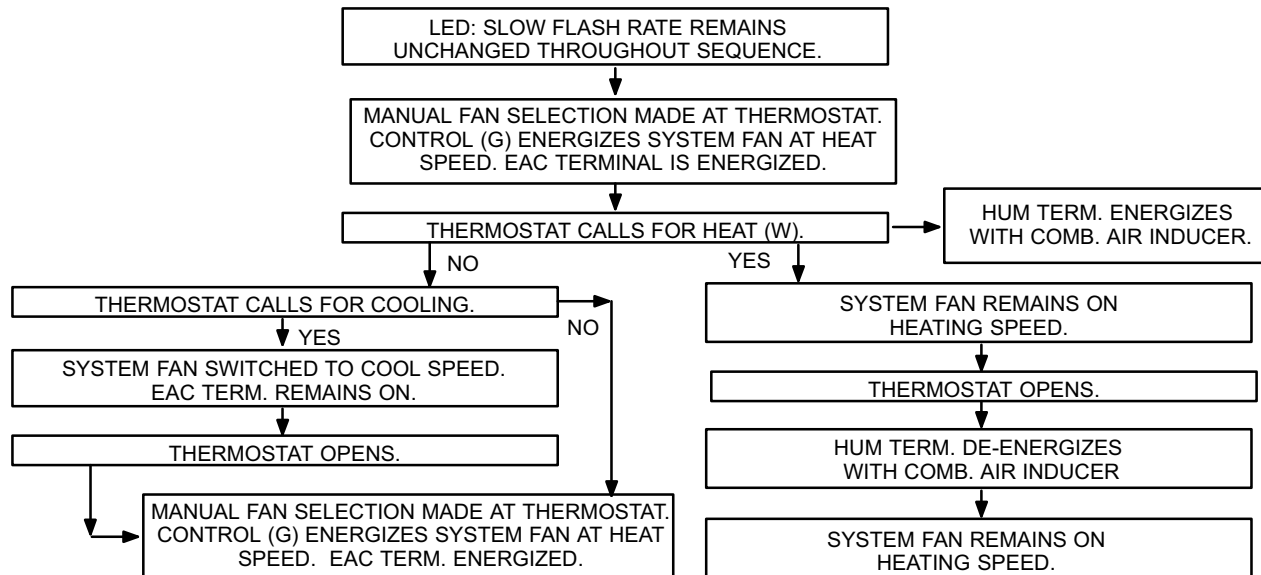 LED: SLOW FLASH RATE REMAINS
UNCHANGED THROUGHOUT SEQUENCE.
MANUAL FAN SELECTION MADE AT THERMOSTAT.
CONTROL (G) ENERGIZES SYSTEM FAN AT HEAT
SPEED. EAC TERMINAL IS ENERGIZED.
THERMOSTAT CALLS FOR HEAT (W).
HUM TERM. ENERGIZES
WITH COMB. AIR INDUCER.
NO
YES
THERMOSTAT CALLS FOR COOLING.
YES
NO
SYSTEM FAN SWITCHED TO COOL SPEED.
EAC TERM. REMAINS ON.
THERMOSTAT OPENS.
MANUAL FAN SELECTION MADE AT THERMOSTAT.
CONTROL (G) ENERGIZES SYSTEM FAN AT HEAT
SPEED. EAC TERM. ENERGIZED.
SYSTEM FAN REMAINS ON
HEATING SPEED.
THERMOSTAT OPENS.
HUM TERM. DE-ENERGIZES
WITH COMB. AIR INDUCER
SYSTEM FAN REMAINS ON
HEATING SPEED.